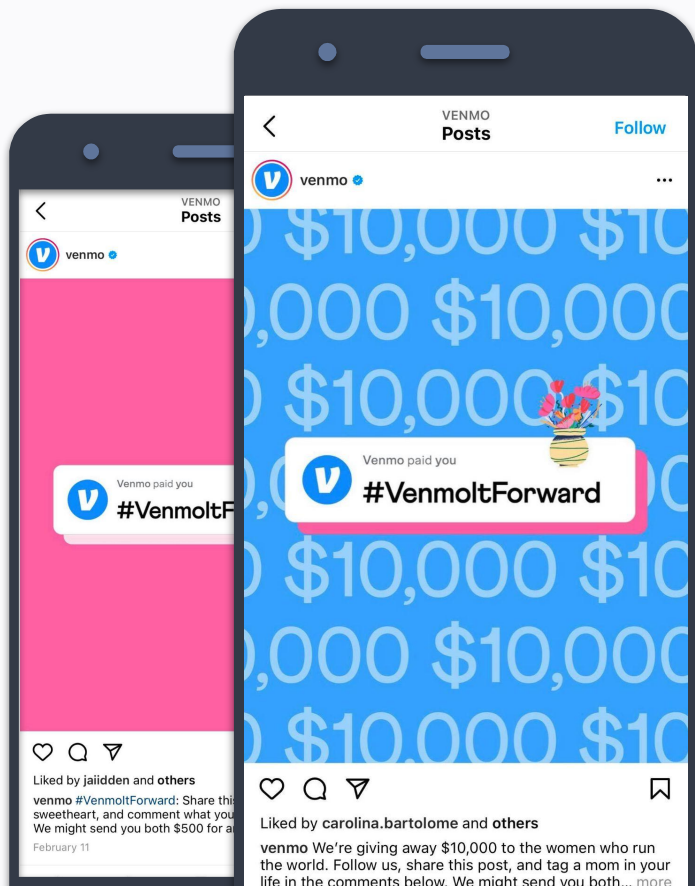 VENMO
Posts
venmo
Venmo paid you
#VenmoItF
Liked by jaiidden and others
venmo #VenmoItForward: Share this
sweetheart, and comment what you
We might send you both $500 for a
February 11
VENMO
Posts
Follow
venmo
$10,000 $10
,000 $10,000
$10,000 $10
Venmo paid you
#VenmoItForward
$10,000 $10
,000 $10,000
$10,000 $10
Liked by carolina.bartolome and others
venmo We're giving away $10,000 to the women who run
the world. Follow us, share this post, and tag a mom in your
life in the comments below. We might send you both... more